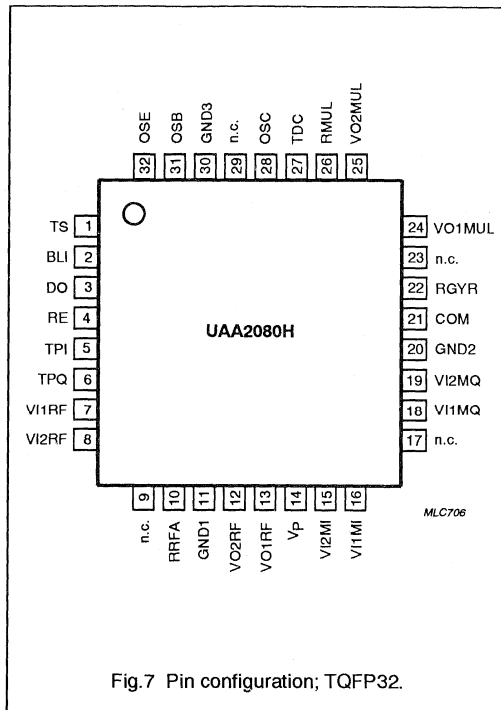 OSE OSB GND3 n.c. OSC TDC RMUL VO2MUL
32 31 30 29 28 27 26 25
TS 1
BLI 2
DO 3
RE 4
TPI 5
TPQ 6
VI1RF 7
VI2RF 8
UAA2080H
24 VO1MUL
23 n.c.
22 RGYR
21 COM
20 GND2
19 VI2MQ
18 VI1MQ
17 n.c.
9 10 11 12 13 14 15 16
n.c. RRFA GND1 VO2RF VO1RF VP VI2MI VI1MI
MLC706
Fig.7 Pin configuration; TQFP32.